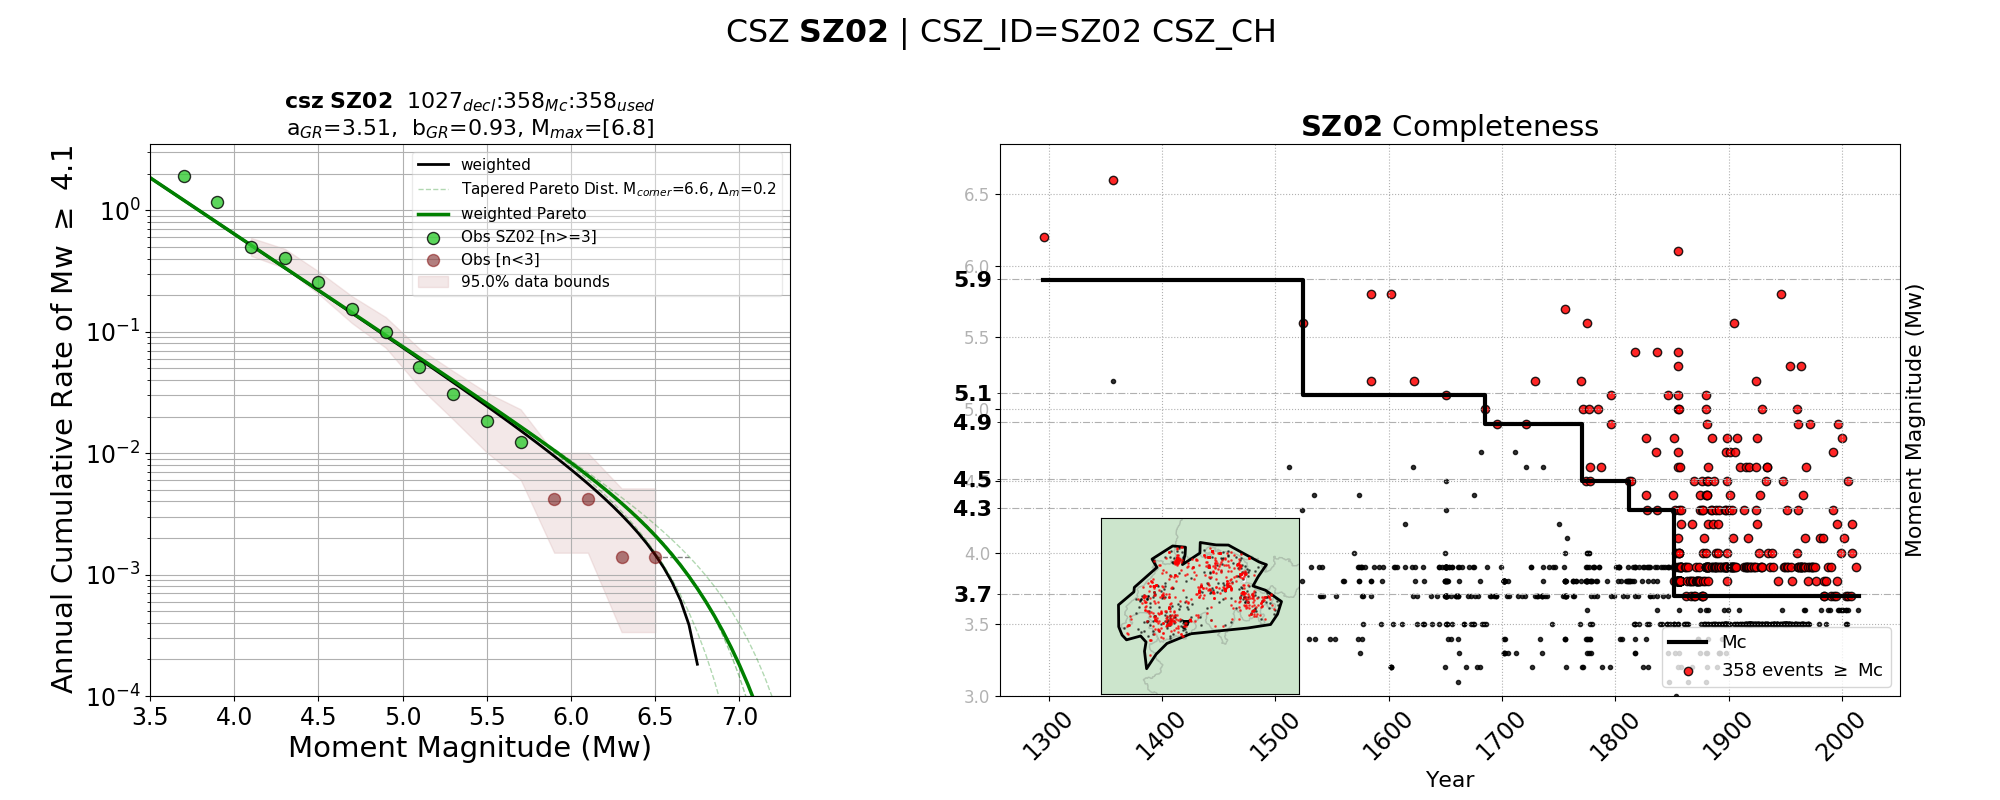 CSZ SZ02 | CSZ_ID=SZ02 CSZ_CH
csz SZ02 1027decl:358Mc:358used
aGR=3.51, bGR=0.93, Mmax=[6.8]
Annual Cumulative Rate of Mw ≥ 4.1
10^0
10^-1
10^-2
10^-3
10^-4
weighted
Tapered Pareto Dist. Mcorner=6.6, Δm=0.2
weighted Pareto
Obs SZ02 [n>=3]
Obs [n<3]
95.0% data bounds
3.5 4.0 4.5 5.0 5.5 6.0 6.5 7.0
Moment Magnitude (Mw)
SZ02 Completeness
6.5
6.0
5.9
5.5
5.1
5.0
4.9
4.5
4.5
4.3
4.0
3.7
3.5
3.0
Mc
358 events ≥ Mc
1300 1400 1500 1600 1700 1800 1900 2000
Year
Moment Magnitude (Mw)